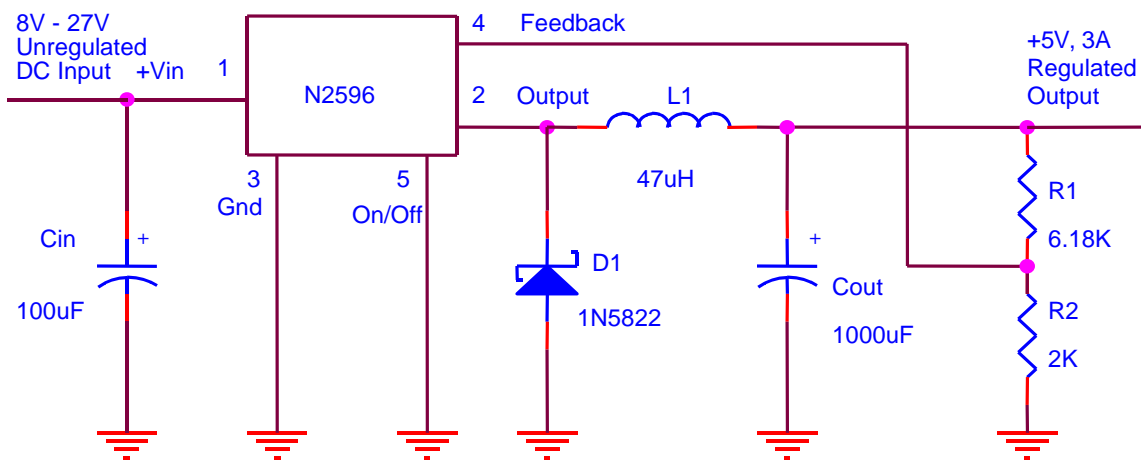 8V - 27V
Unregulated
DC Input
+Vin
1
N2596
4
Feedback
2
Output
L1
47uH
+5V, 3A
Regulated
Output
3
Gnd
5
On/Off
Cin
+
100uF
D1
1N5822
+
Cout
1000uF
R1
6.18K
R2
2K